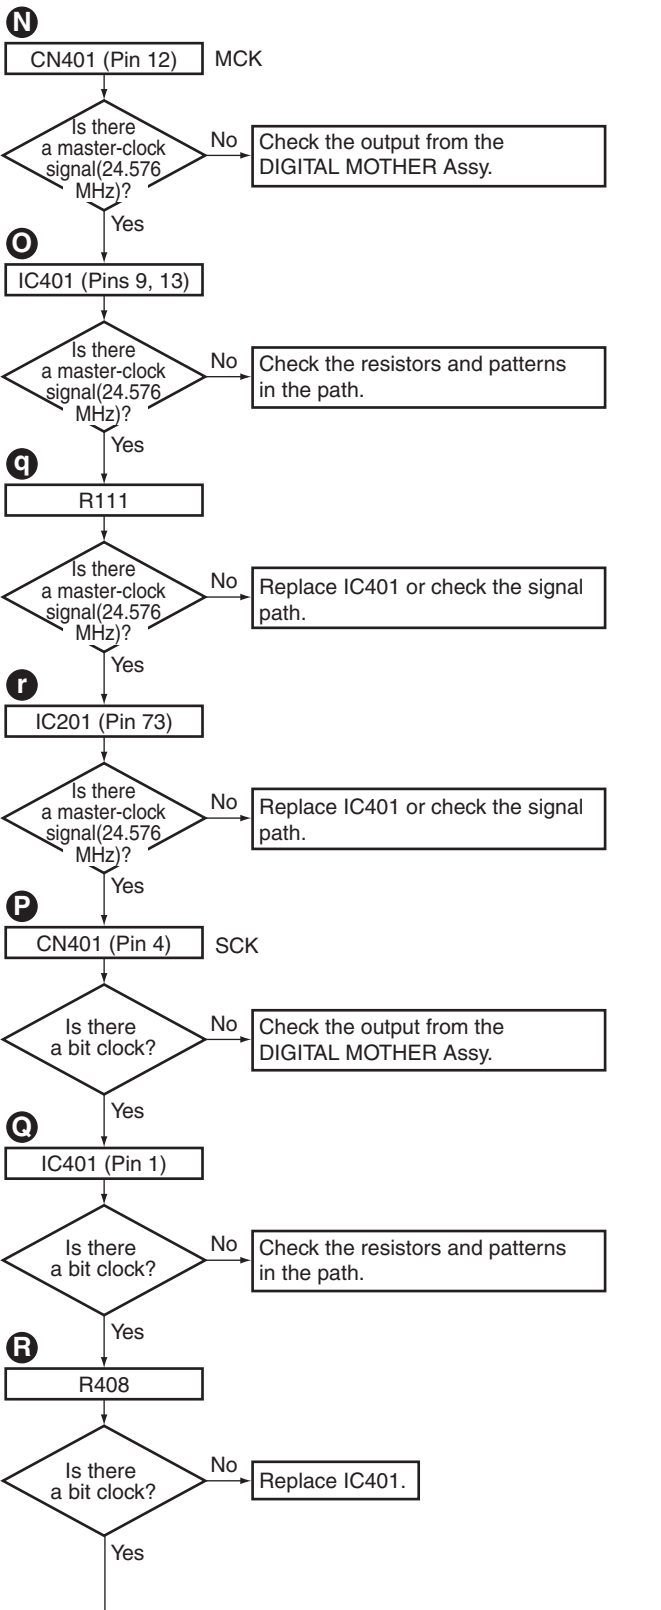 N
CN401 (Pin 12) MCK
Is there
a master-clock
signal(24.576
MHz)?
No
Check the output from the
DIGITAL MOTHER Assy.
Yes
O
IC401 (Pins 9, 13)
Is there
a master-clock
signal(24.576
MHz)?
No
Check the resistors and patterns
in the path.
Yes
q
R111
Is there
a master-clock
signal(24.576
MHz)?
No
Replace IC401 or check the signal
path.
Yes
r
IC201 (Pin 73)
Is there
a master-clock
signal(24.576
MHz)?
No
Replace IC401 or check the signal
path.
Yes
P
CN401 (Pin 4) SCK
Is there
a bit clock?
No
Check the output from the
DIGITAL MOTHER Assy.
Yes
Q
IC401 (Pin 1)
Is there
a bit clock?
No
Check the resistors and patterns
in the path.
Yes
R
R408
Is there
a bit clock?
No
Replace IC401.
Yes